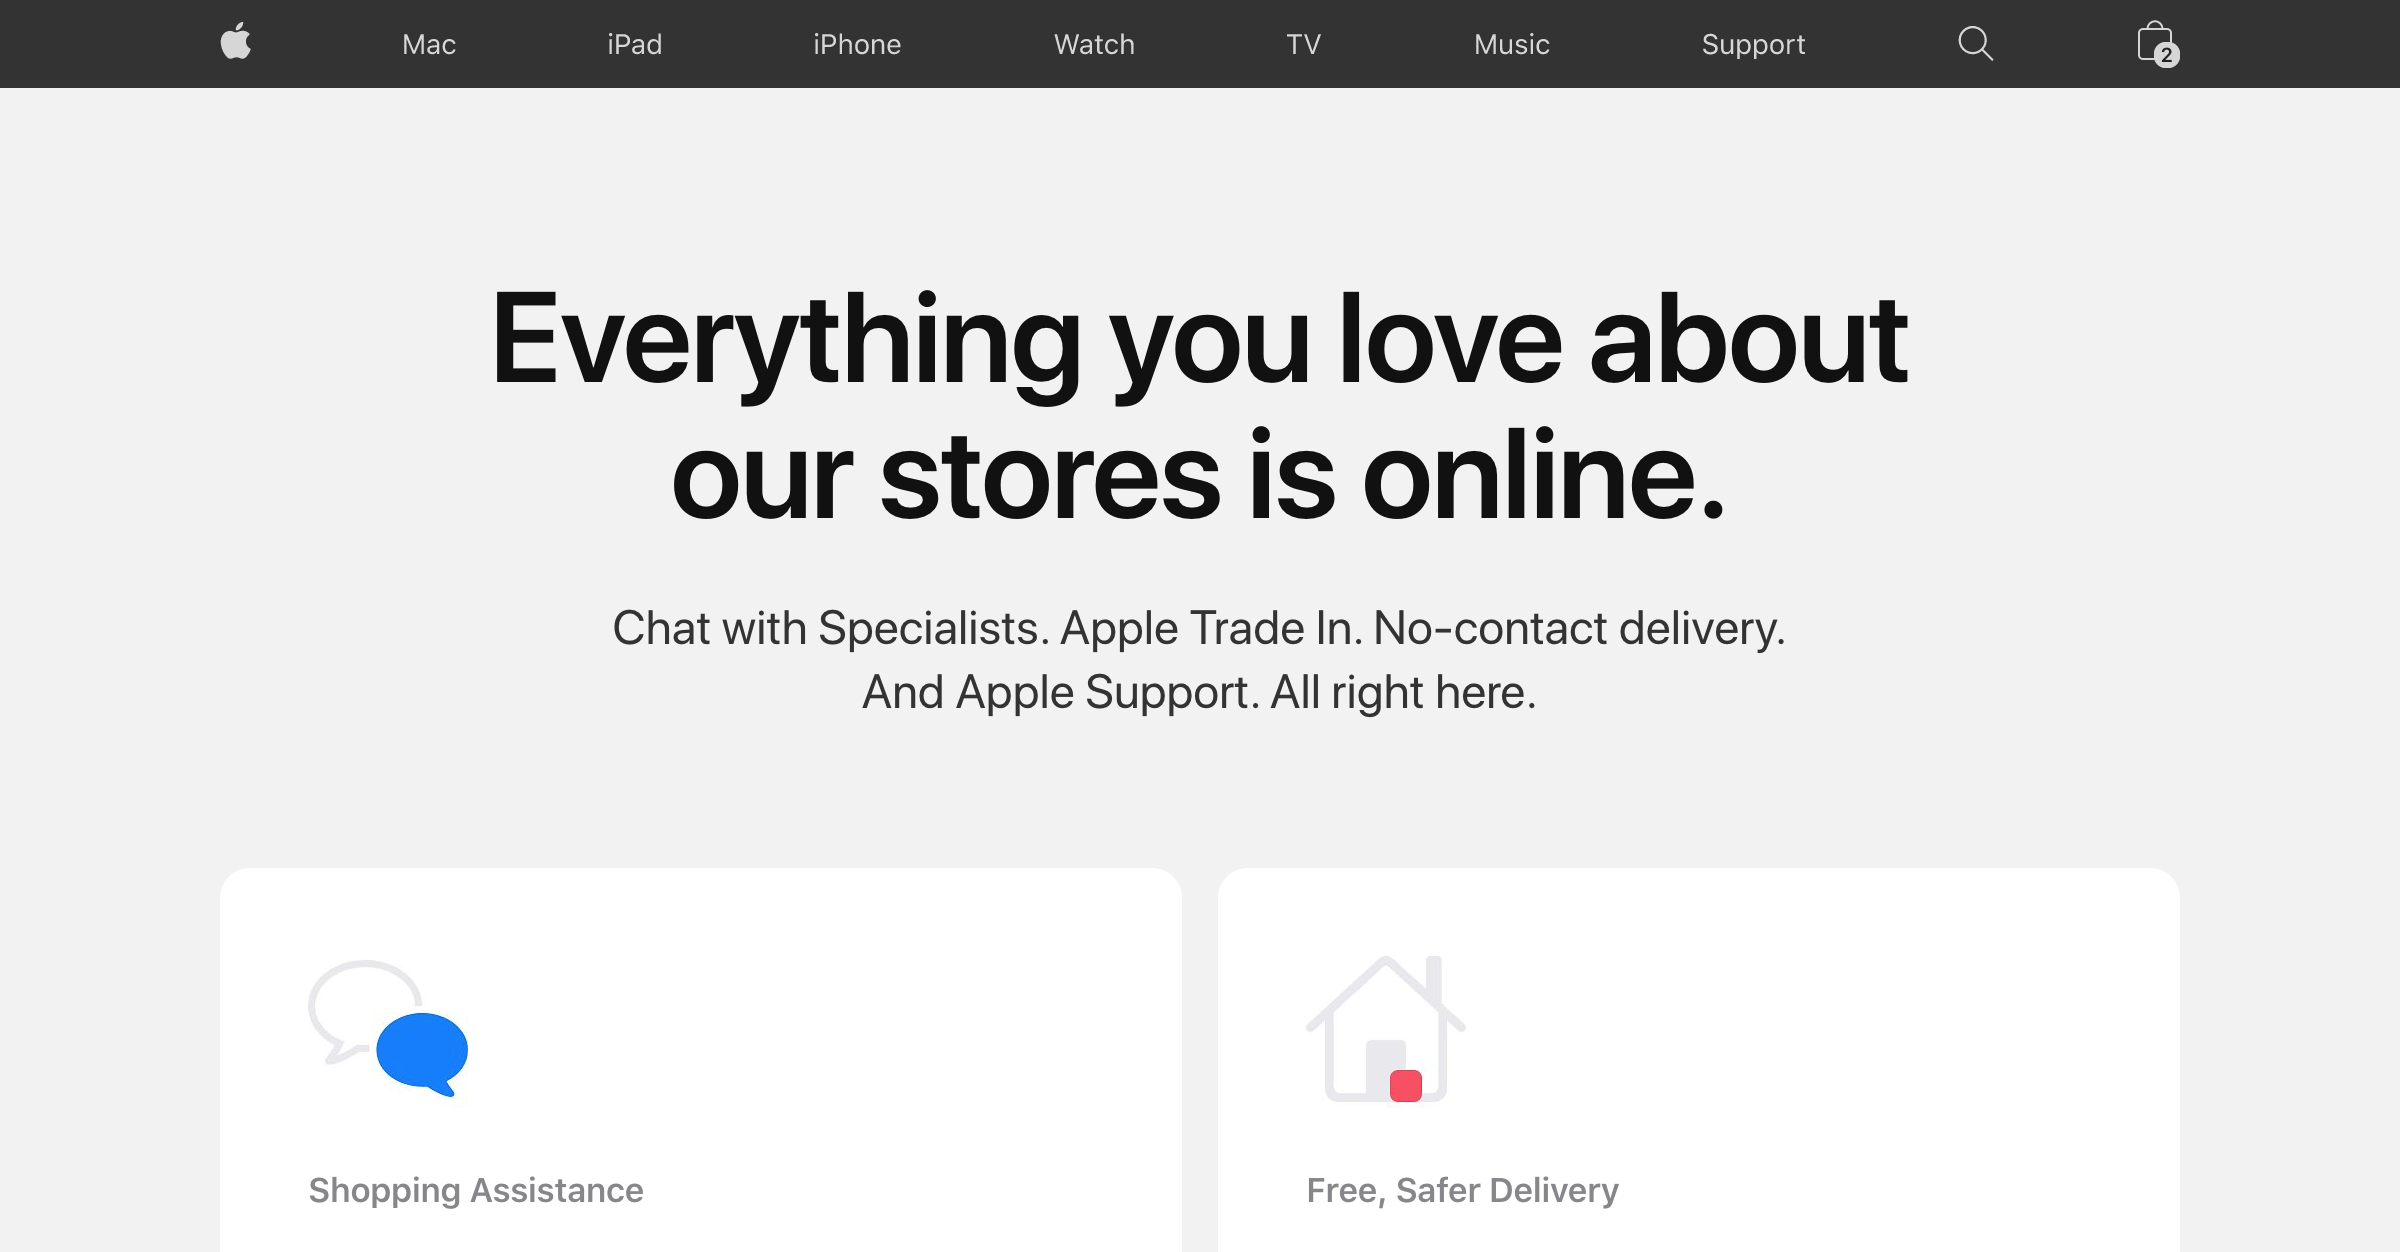 Mac
iPad
iPhone
Watch
TV
Music
Support
2
Everything you love about
our stores is online.
Chat with Specialists. Apple Trade In. No-contact delivery.
And Apple Support. All right here.
Shopping Assistance
Free, Safer Delivery